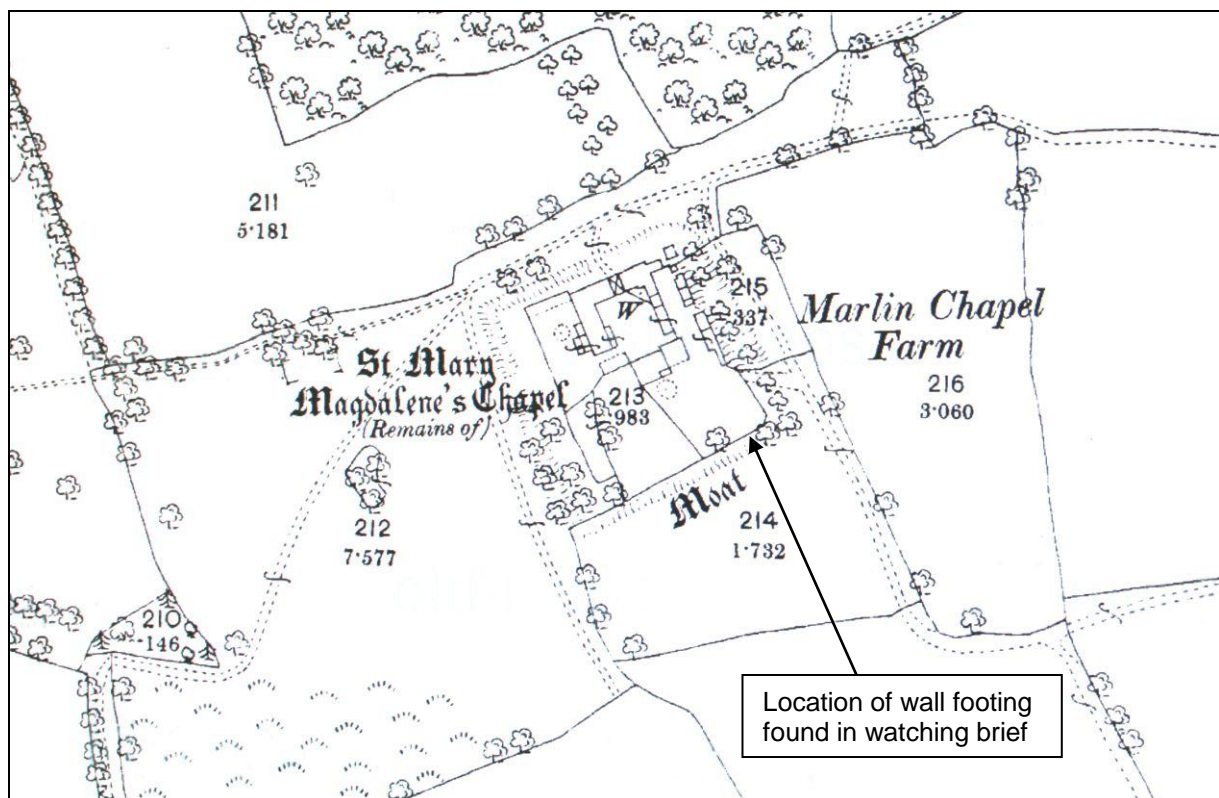 211
5·181
St Mary
Magdalene's Chapel
(Remains of)
W
215
·337
Marlin Chapel
Farm
216
3·060
213
·983
Moat
214
1·732
212
7·577
210
·146
Location of wall footing
found in watching brief